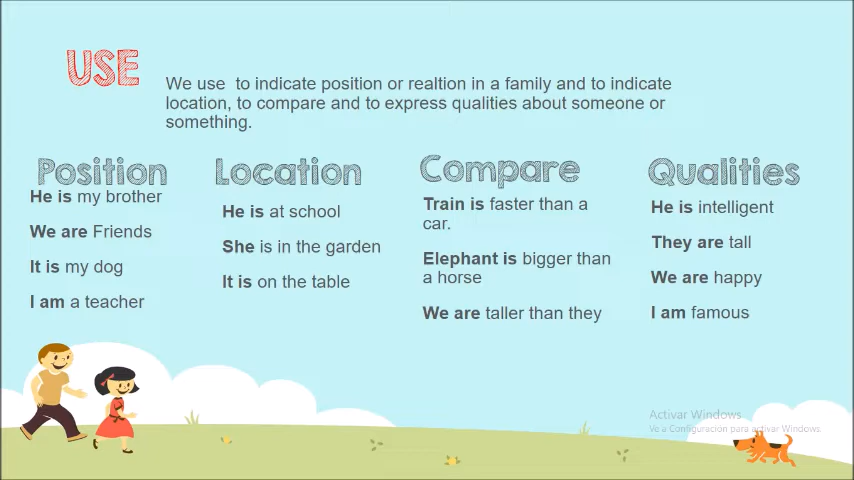 USE
We use to indicate position or realtion in a family and to indicate
location, to compare and to express qualities about someone or
something.
Position
He is my brother
We are Friends
It is my dog
I am a teacher
Location
He is at school
She is in the garden
It is on the table
Compare
Train is faster than a
car.
Elephant is bigger than
a horse
We are taller than they
Qualities
He is intelligent
They are tall
We are happy
I am famous
Activar Windows
Ve a Configuración para activar Windows.